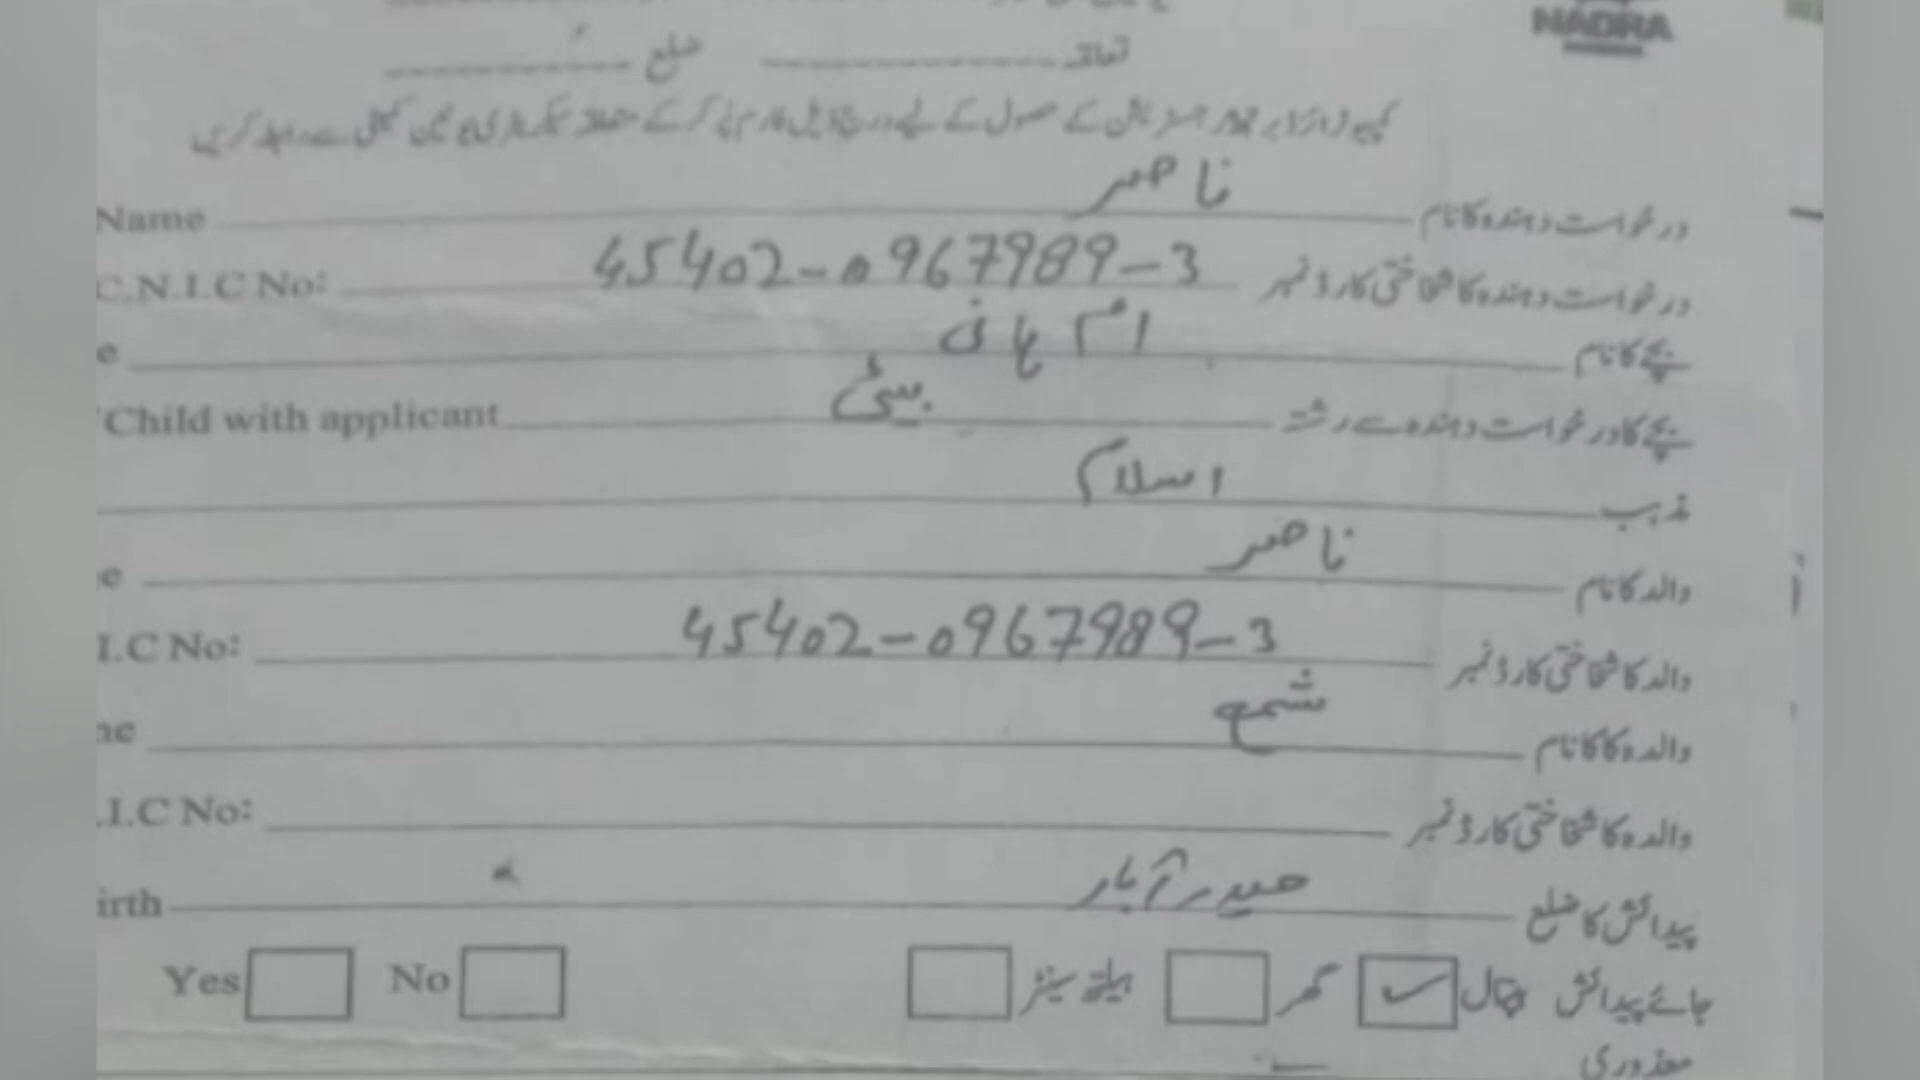 NADRA
تعلقہ ---------------- ضلع ----------------
Name ناصر درخواست دہندہ کا نام
C.N.I.C No: 45402-0967989-3 درخواست دہندہ کا شناختی کارڈ نمبر
e ام ہانی بچے کا نام
Child with applicant بیٹی بچے کا درخواست دہندہ سے رشتہ
اسلام مذہب
e ناصر والد کا نام
I.C No: 45402-0967989-3 والد کا شناختی کارڈ نمبر
ne شمع والدہ کا نام
.I.C No: والدہ کا شناختی کارڈ نمبر
irth حیدرآباد پیدائش کا ضلع
Yes No ہیلتھ سینٹر گھر ہسپتال جائے پیدائش
معذوری